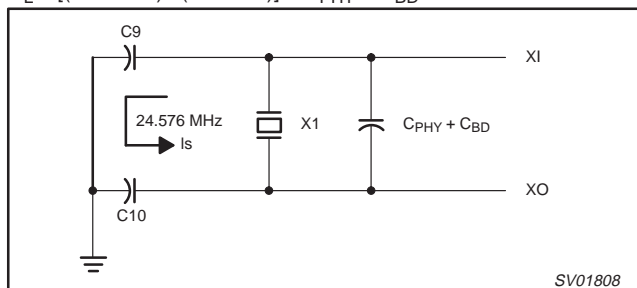 C9
XI
24.576 MHz
X1
CPHY + CBD
Is
XO
C10
SV01808